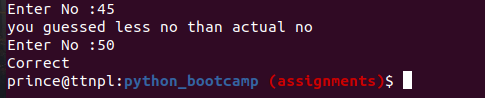 Enter No :45
you guessed less no than actual no
Enter No :50
Correct
prince@ttnpl:python_bootcamp (assignments)$